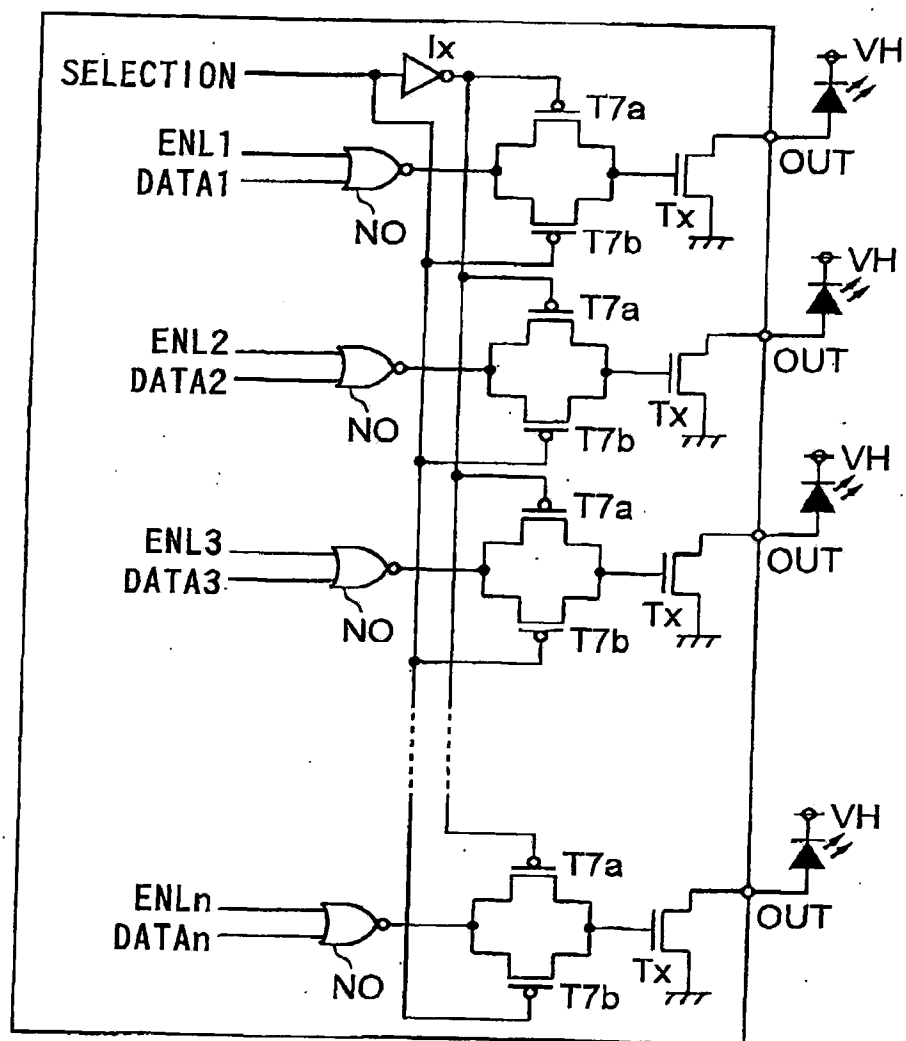 Ix
VH
SELECTION
T7a
ENL1
DATA1
OUT
NO
Tx
T7b
VH
T7a
ENL2
DATA2
OUT
NO
Tx
T7b
VH
T7a
ENL3
DATA3
OUT
NO
Tx
T7b
VH
T7a
ENLn
DATAn
OUT
NO
Tx
T7b